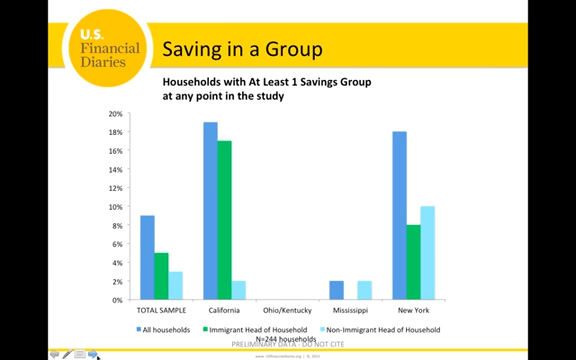 U.S.
Financial
Diaries
Saving in a Group
Households with At Least 1 Savings Group
at any point in the study
20%
18%
16%
14%
12%
10%
8%
6%
4%
2%
0%
TOTAL SAMPLE California Ohio/Kentucky Mississippi New York
All households Immigrant Head of Household Non-Immigrant Head of Household
N=244 households
PRELIMINARY DATA - DO NOT CITE